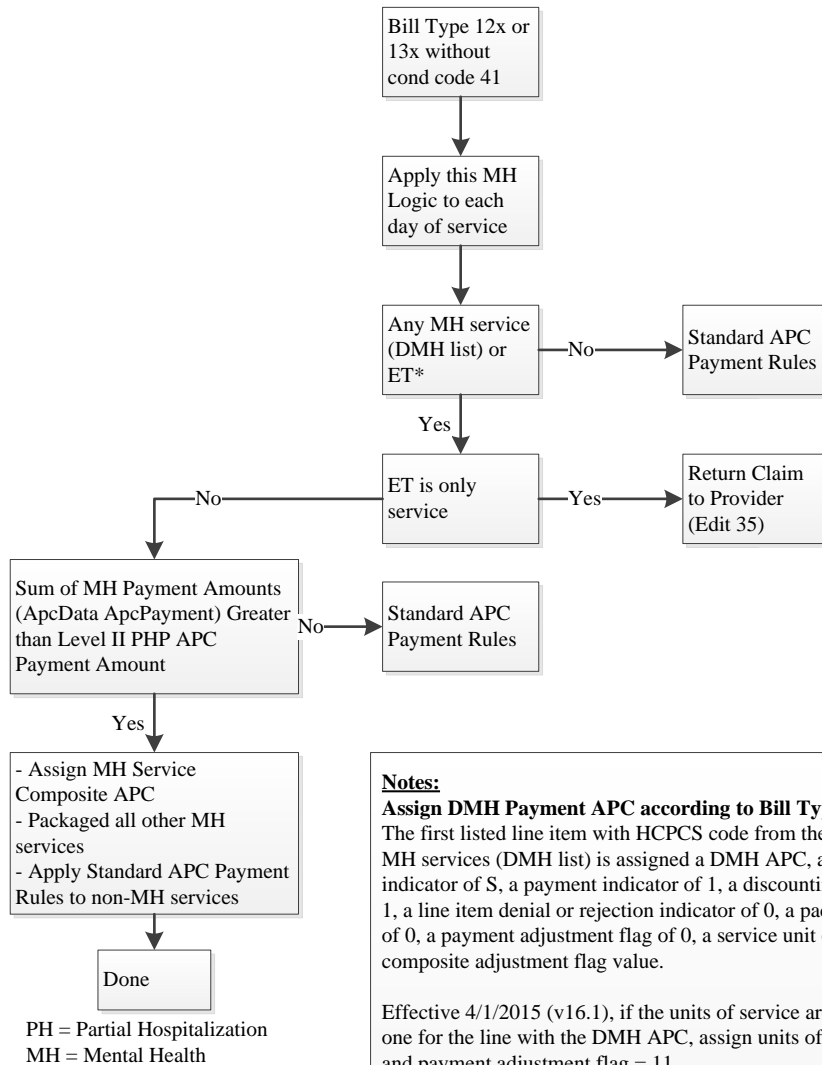 Bill Type 12x or
13x without
cond code 41
Apply this MH
Logic to each
day of service
Any MH service
(DMH list) or
ET*
No
Standard APC
Payment Rules
Yes
ET is only
service
No
Yes
Return Claim
to Provider
(Edit 35)
Sum of MH Payment Amounts
(ApcData ApcPayment) Greater
than Level II PHP APC
Payment Amount
No
Standard APC
Payment Rules
Yes
- Assign MH Service
Composite APC
- Packaged all other MH
services
- Apply Standard APC Payment
Rules to non-MH services
Done
PH = Partial Hospitalization
MH = Mental Health
Notes:
Assign DMH Payment APC according to Bill
The first listed line item with HCPCS code from
MH services (DMH list) is assigned a DMH APC,
indicator of S, a payment indicator of 1, a
1, a line item denial or rejection indicator of 0, a
of 0, a payment adjustment flag of 0, a service unit
composite adjustment flag value.
Effective 4/1/2015 (v16.1), if the units of service
one for the line with the DMH APC, assign units of
and payment adjustment flag = 11